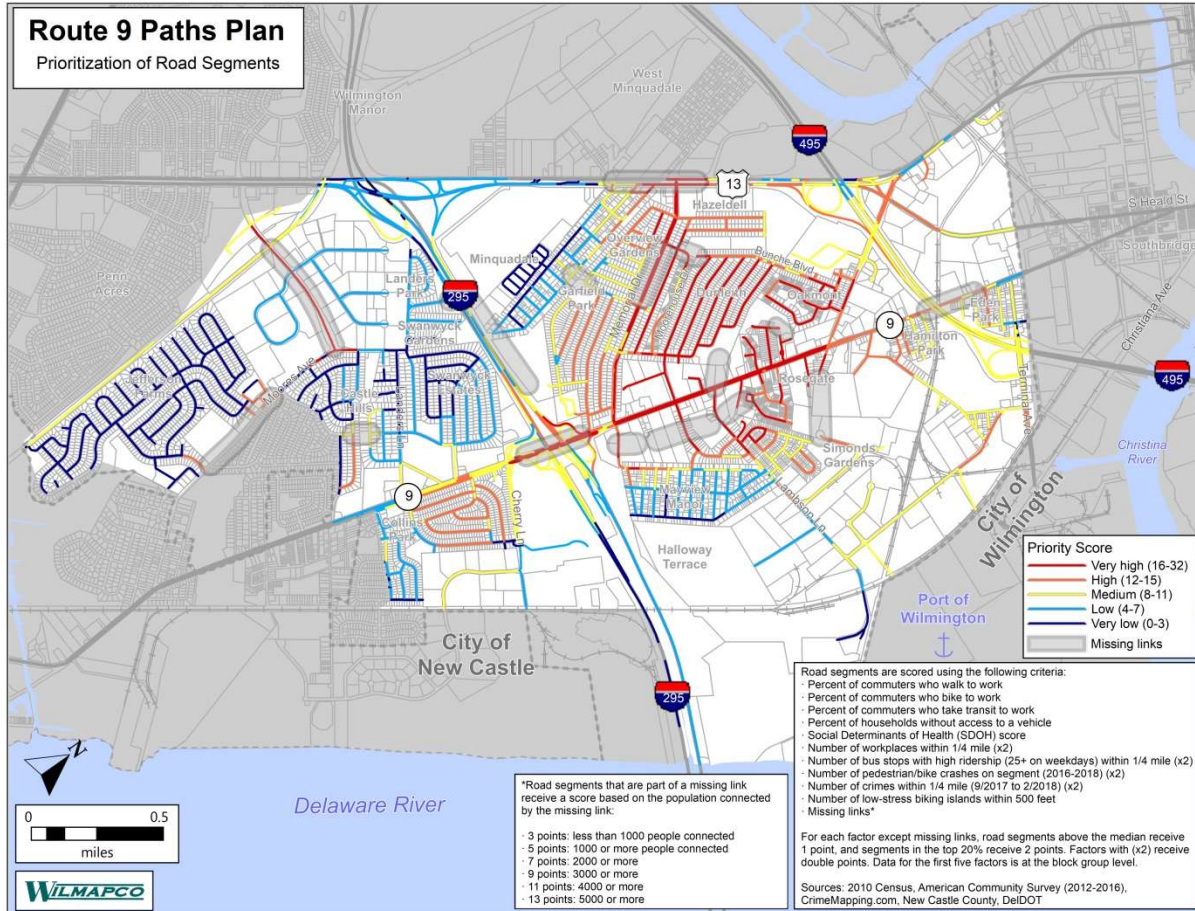 Route 9 Paths Plan
Prioritization of Road Segments
Wilmington
Manor
West
Minquadale
495
13
Hazeldell
S Heald St
Southbridge
Penn
Acres
Landers
Park
Minquadale
Overview
Gardens
Bunche Blvd
295
Garfield
Park
Memorial Dr
Dunleith
Oakmont
Swanwyck
Gardens
9
Eden
Park
Hamilton
Park
Christiana Ave
Jefferson
Farms
Moores Ave
Castle
Hills
Landers Ln
Swanwyck
Estates
Rosegate
495
Termina Ave
Simonds
Gardens
Christina
River
9
Cherry Ln
Mayview
Manor
Lambson Ln
Collins
Park
City of
Wilmington
Halloway
Terrace
Port of
Wilmington
City of
New Castle
295
Priority Score
Very high (16-32)
High (12-15)
Medium (8-11)
Low (4-7)
Very low (0-3)
Missing links
Road segments are scored using the following criteria:
· Percent of commuters who walk to work
· Percent of commuters who bike to work
· Percent of commuters who take transit to work
· Percent of households without access to a vehicle
· Social Determinants of Health (SDOH) score
· Number of workplaces within 1/4 mile (x2)
· Number of bus stops with high ridership (25+ on weekdays) within 1/4 mile (x2)
· Number of pedestrian/bike crashes on segment (2016-2018) (x2)
· Number of crimes within 1/4 mile (9/2017 to 2/2018) (x2)
· Number of low-stress biking islands within 500 feet
· Missing links*
For each factor except missing links, road segments above the median receive
1 point, and segments in the top 20% receive 2 points. Factors with (x2) receive
double points. Data for the first five factors is at the block group level.
Sources: 2010 Census, American Community Survey (2012-2016),
CrimeMapping.com, New Castle County, DelDOT
*Road segments that are part of a missing link
receive a score based on the population connected
by the missing link:
· 3 points: less than 1000 people connected
· 5 points: 1000 or more people connected
· 7 points: 2000 or more
· 9 points: 3000 or more
· 11 points: 4000 or more
· 13 points: 5000 or more
Delaware River
N
0 0.5
miles
WILMAPCO